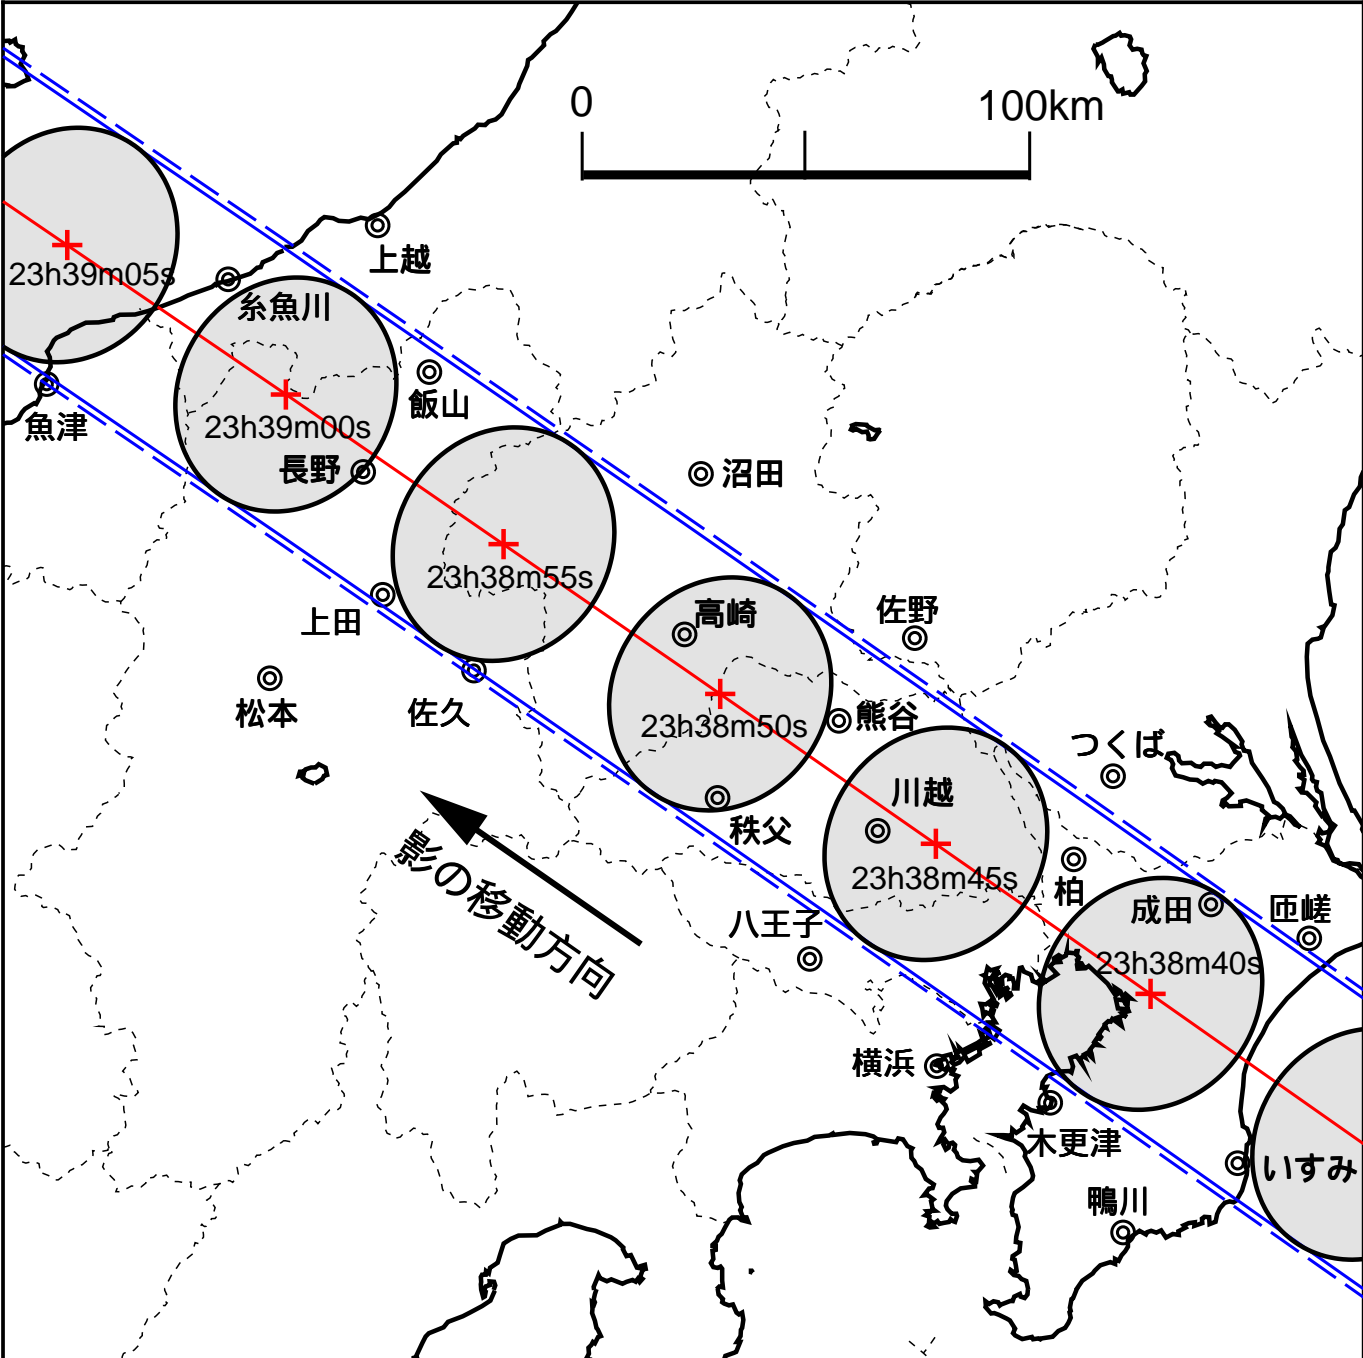 0
100km
上越
23h39m05s
糸魚川
飯山
魚津
23h39m00s
長野
沼田
23h38m55s
上田
高崎
佐野
松本
佐久
23h38m50s
熊谷
つくば
川越
秩父
影の移動方向
23h38m45s
柏
八王子
成田
匝嵯
23h38m40s
横浜
木更津
いすみ
鴨川